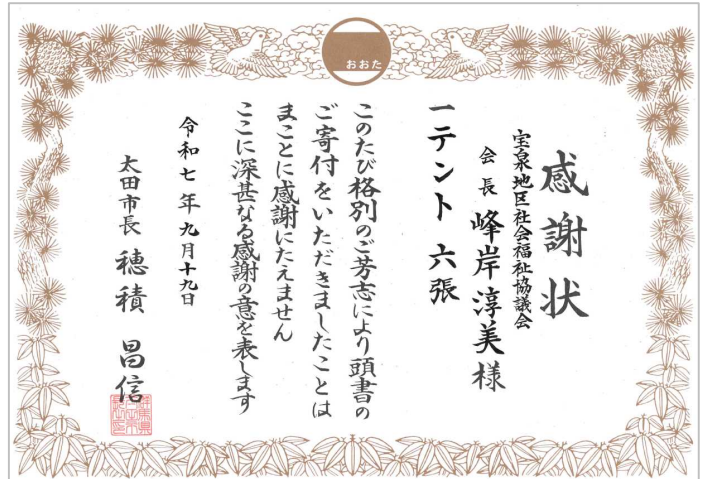 おおた
感謝状
宝泉地区社会福祉協議会
会長 峰岸淳美様
一テント 六張
このたび格別のご芳志により頭書の
ご寄付をいただきましたことは
まことに感謝にたえません
ここに深甚なる感謝の意を表します
令和七年九月十九日
太田市長 穂積 昌信